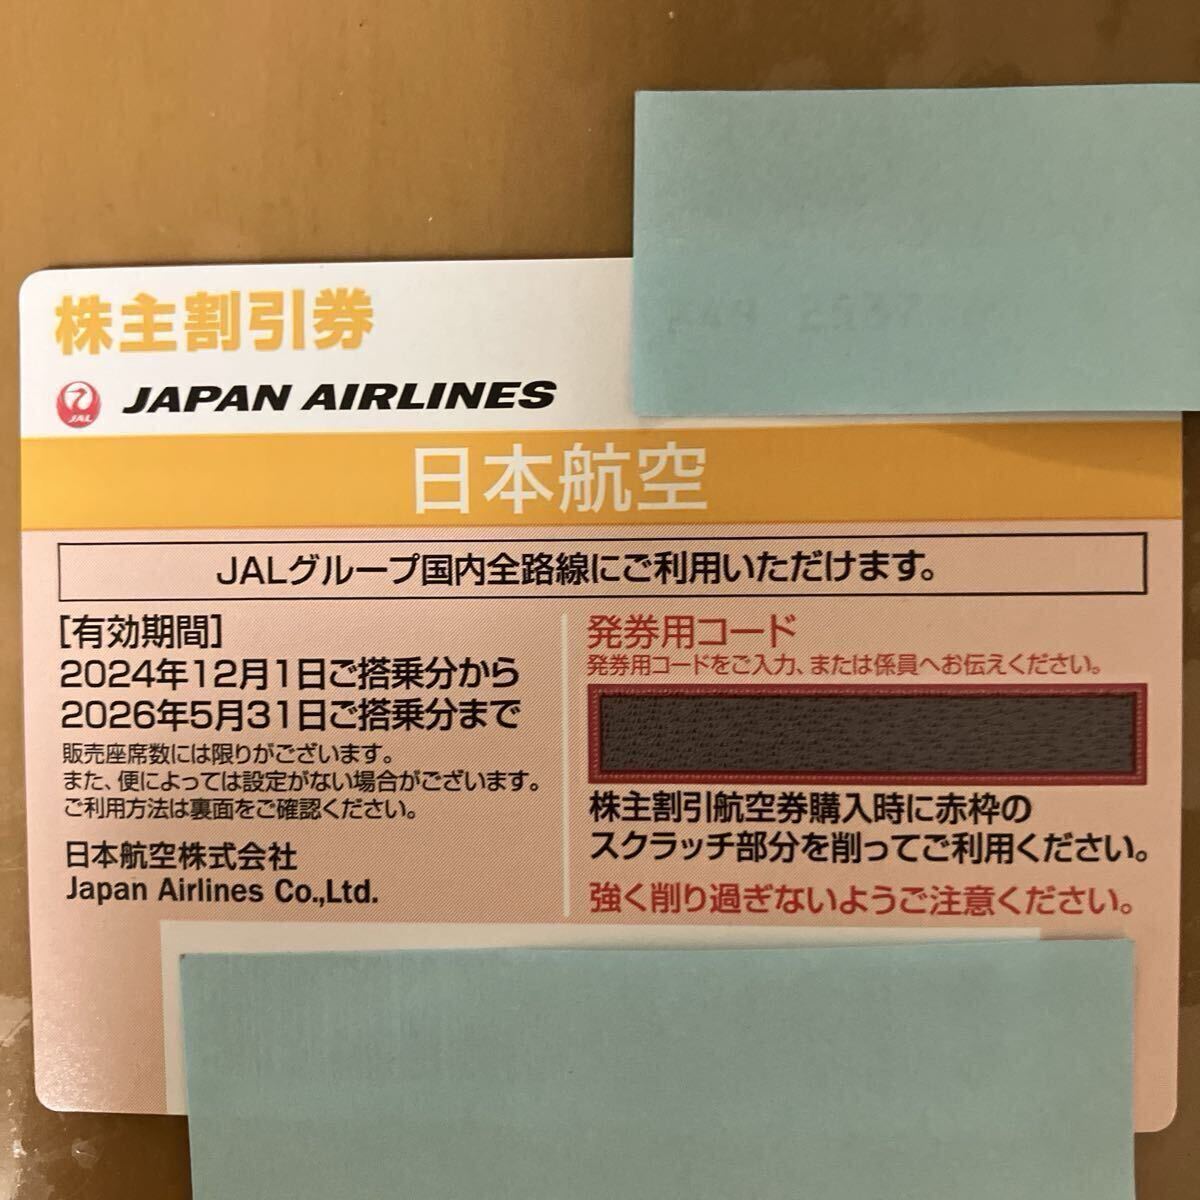 株主割引券
JAL
JAPAN AIRLINES
日本航空
JALグループ国内全路線にご利用いただけます。
[有効期間]
2024年12月1日ご搭乗分から
2026年5月31日ご搭乗分まで
販売座席数には限りがございます。
また、便によっては設定がない場合がございます。
ご利用方法は裏面をご確認ください。
日本航空株式会社
Japan Airlines Co.,Ltd.
発券用コード
発券用コードをご入力、または係員へお伝えください。
株主割引航空券購入時に赤枠の
スクラッチ部分を削ってご利用ください。
強く削り過ぎないようご注意ください。